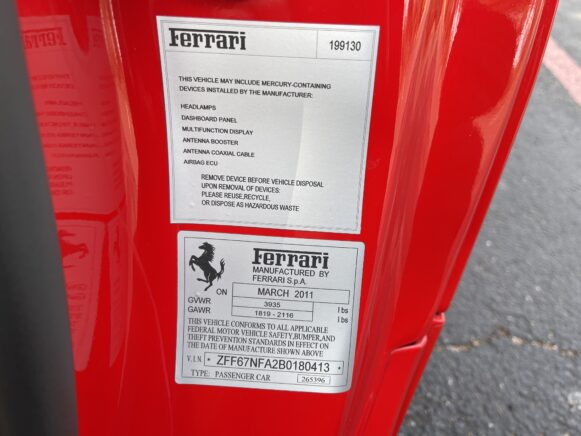 Ferrari 199130
THIS VEHICLE MAY INCLUDE MERCURY-CONTAINING
DEVICES INSTALLED BY THE MANUFACTURER:
HEADLAMPS
DASHBOARD PANEL
MULTIFUNCTION DISPLAY
ANTENNA BOOSTER
ANTENNA COAXIAL CABLE
AIRBAG ECU
REMOVE DEVICE BEFORE VEHICLE DISPOSAL
UPON REMOVAL OF DEVICES:
PLEASE REUSE,RECYCLE,
OR DISPOSE AS HAZARDOUS WASTE
Ferrari
MANUFACTURED BY
FERRARI S.p.A.
ON MARCH 2011
GVWR 3935 lbs
GAWR 1819 - 2116 lbs
THIS VEHICLE CONFORMS TO ALL APPLICABLE
FEDERAL MOTOR VEHICLE SAFETY,BUMPER,AND
THEFT PREVENTION STANDARDS IN EFFECT ON
THE DATE OF MANUFACTURE SHOWN ABOVE
V.I.N. * ZFF67NFA2B0180413 *
TYPE: PASSENGER CAR 265396